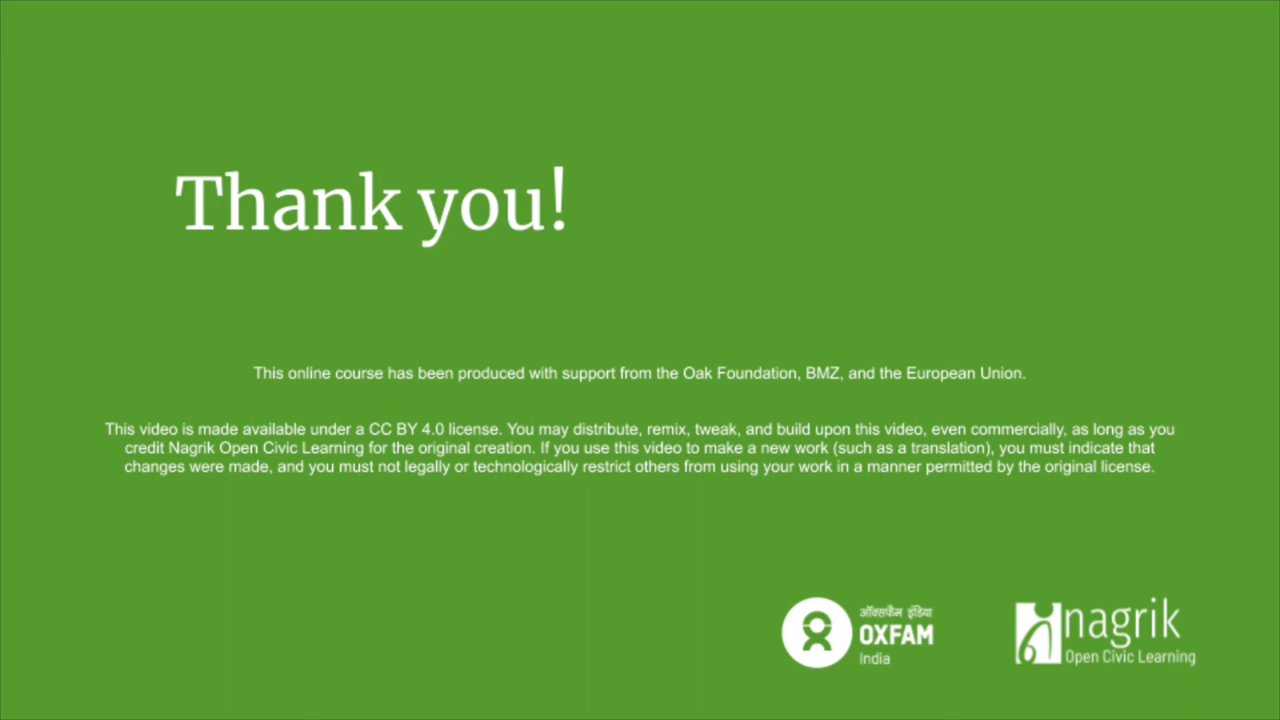 Thank you!
This online course has been produced with support from the Oak Foundation, BMZ, and the European Union.
This video is made available under a CC BY 4.0 license. You may distribute, remix, tweak, and build upon this video, even commercially, as long as you
credit Nagrik Open Civic Learning for the original creation. If you use this video to make a new work (such as a translation), you must indicate that
changes were made, and you must not legally or technologically restrict others from using your work in a manner permitted by the original license.
ऑक्सफैम इंडिया
OXFAM
India
nagrik
Open Civic Learning